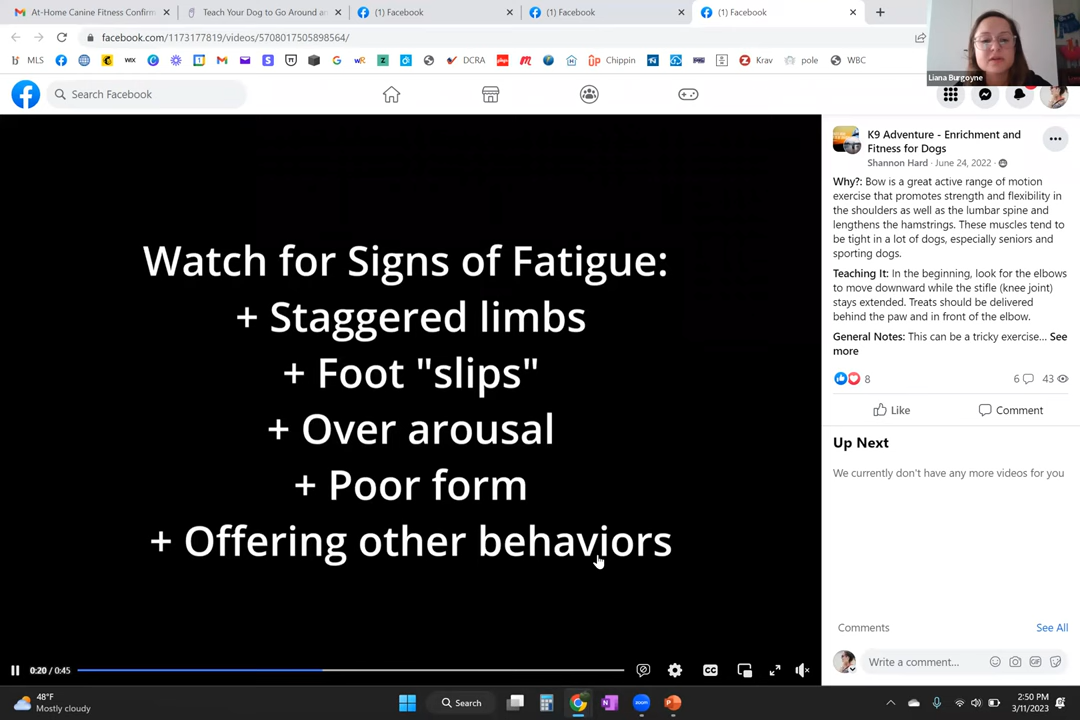 At-Home Canine Fitness Confirm
Teach Your Dog to Go Around an
(1) Facebook
(1) Facebook
(1) Facebook
facebook.com/1173177819/videos/5708017505898564/
MLS
DCRA
Chippin
Krav
pole
WBC
Liana Burgoyne
Search Facebook
Watch for Signs of Fatigue:
+ Staggered limbs
+ Foot "slips"
+ Over arousal
+ Poor form
+ Offering other behaviors
0:20 / 0:45
K9 Adventure - Enrichment and
Fitness for Dogs
Shannon Hard · June 24, 2022 ·
Why?: Bow is a great active range of motion
exercise that promotes strength and flexibility in
the shoulders as well as the lumbar spine and
lengthens the hamstrings. These muscles tend to
be tight in a lot of dogs, especially seniors and
sporting dogs.
Teaching It: In the beginning, look for the elbows
to move downward while the stifle (knee joint)
stays extended. Treats should be delivered
behind the paw and in front of the elbow.
General Notes: This can be a tricky exercise... See
more
8
6
43
Like
Comment
Up Next
We currently don't have any more videos for you
Comments
See All
Write a comment...
48°F
Mostly cloudy
Search
2:50 PM
3/11/2023